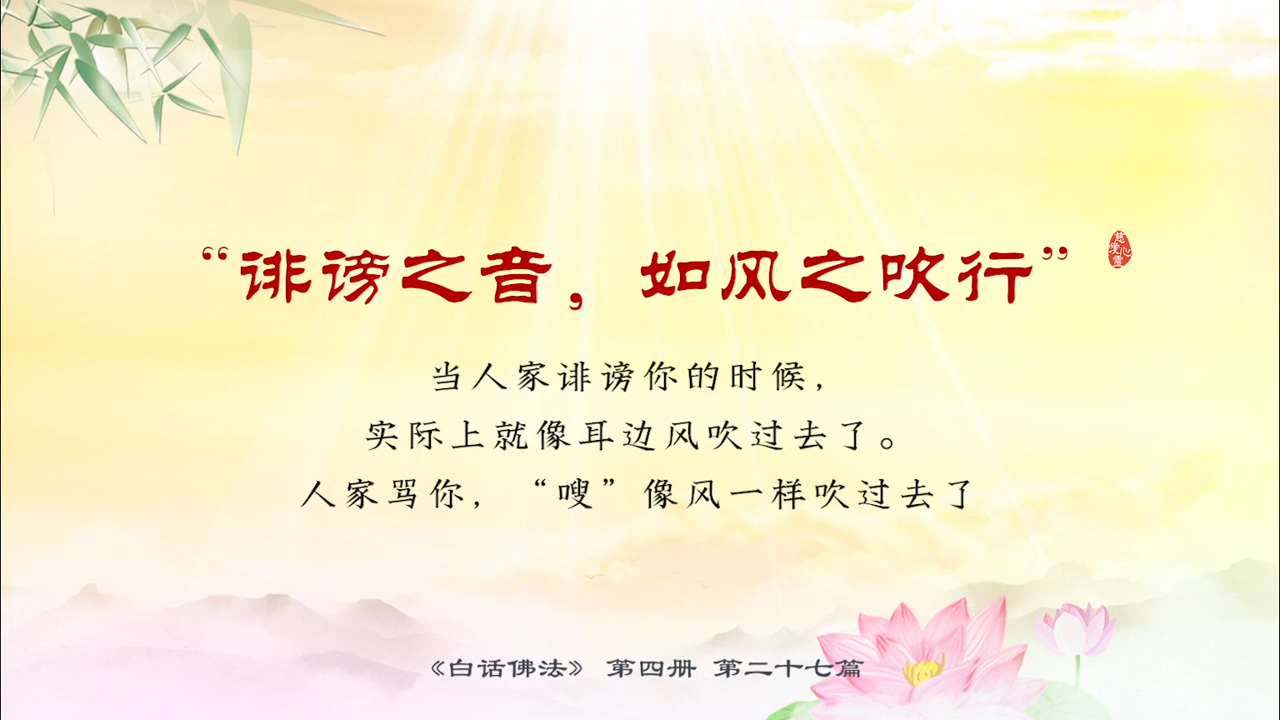 “诽谤之音，如风之吹行”
当人家诽谤你的时候，
实际上就像耳边风吹过去了。
人家骂你，“嗖”像风一样吹过去了
《白话佛法》 第四册 第二十七篇